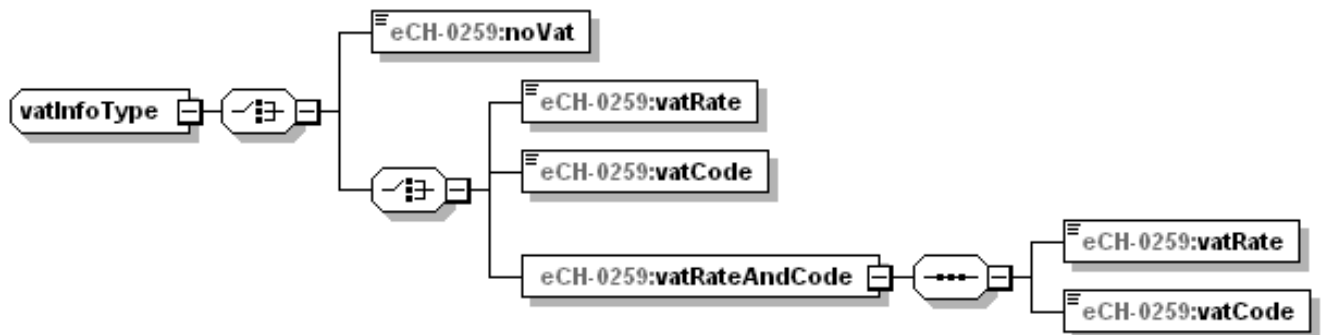 eCH-0259:noVat
vatInfoType
eCH-0259:vatRate
eCH-0259:vatCode
eCH-0259:vatRateAndCode
eCH-0259:vatRate
eCH-0259:vatCode